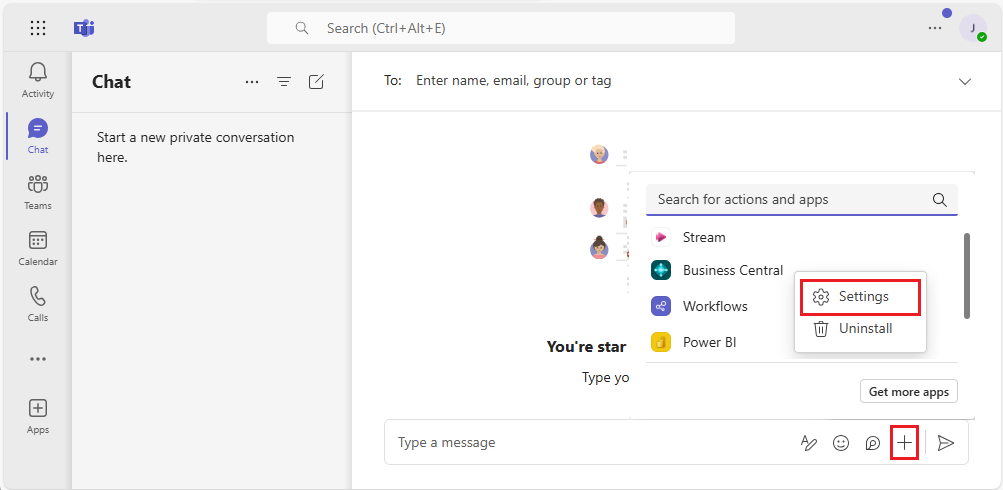 Search (Ctrl+Alt+E)
J
Activity
Chat
Teams
Calendar
Calls
Apps
Chat
Start a new private conversation
here.
To: Enter name, email, group or tag
Search for actions and apps
Stream
Business Central
Workflows
Power BI
Settings
Uninstall
Get more apps
You're star
Type yo
Type a message